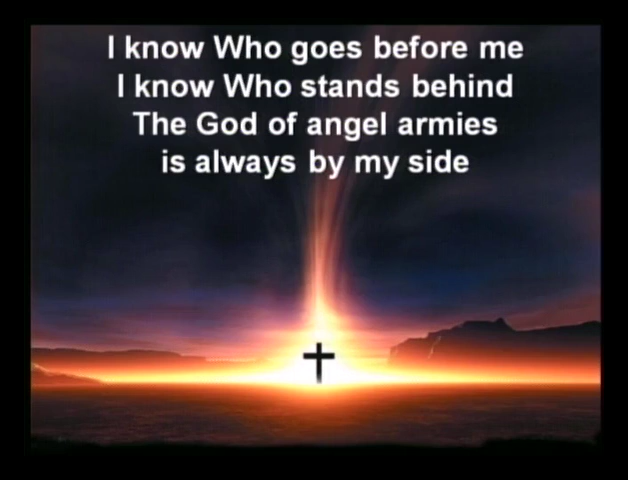 I know Who goes before me
I know Who stands behind
The God of angel armies
is always by my side